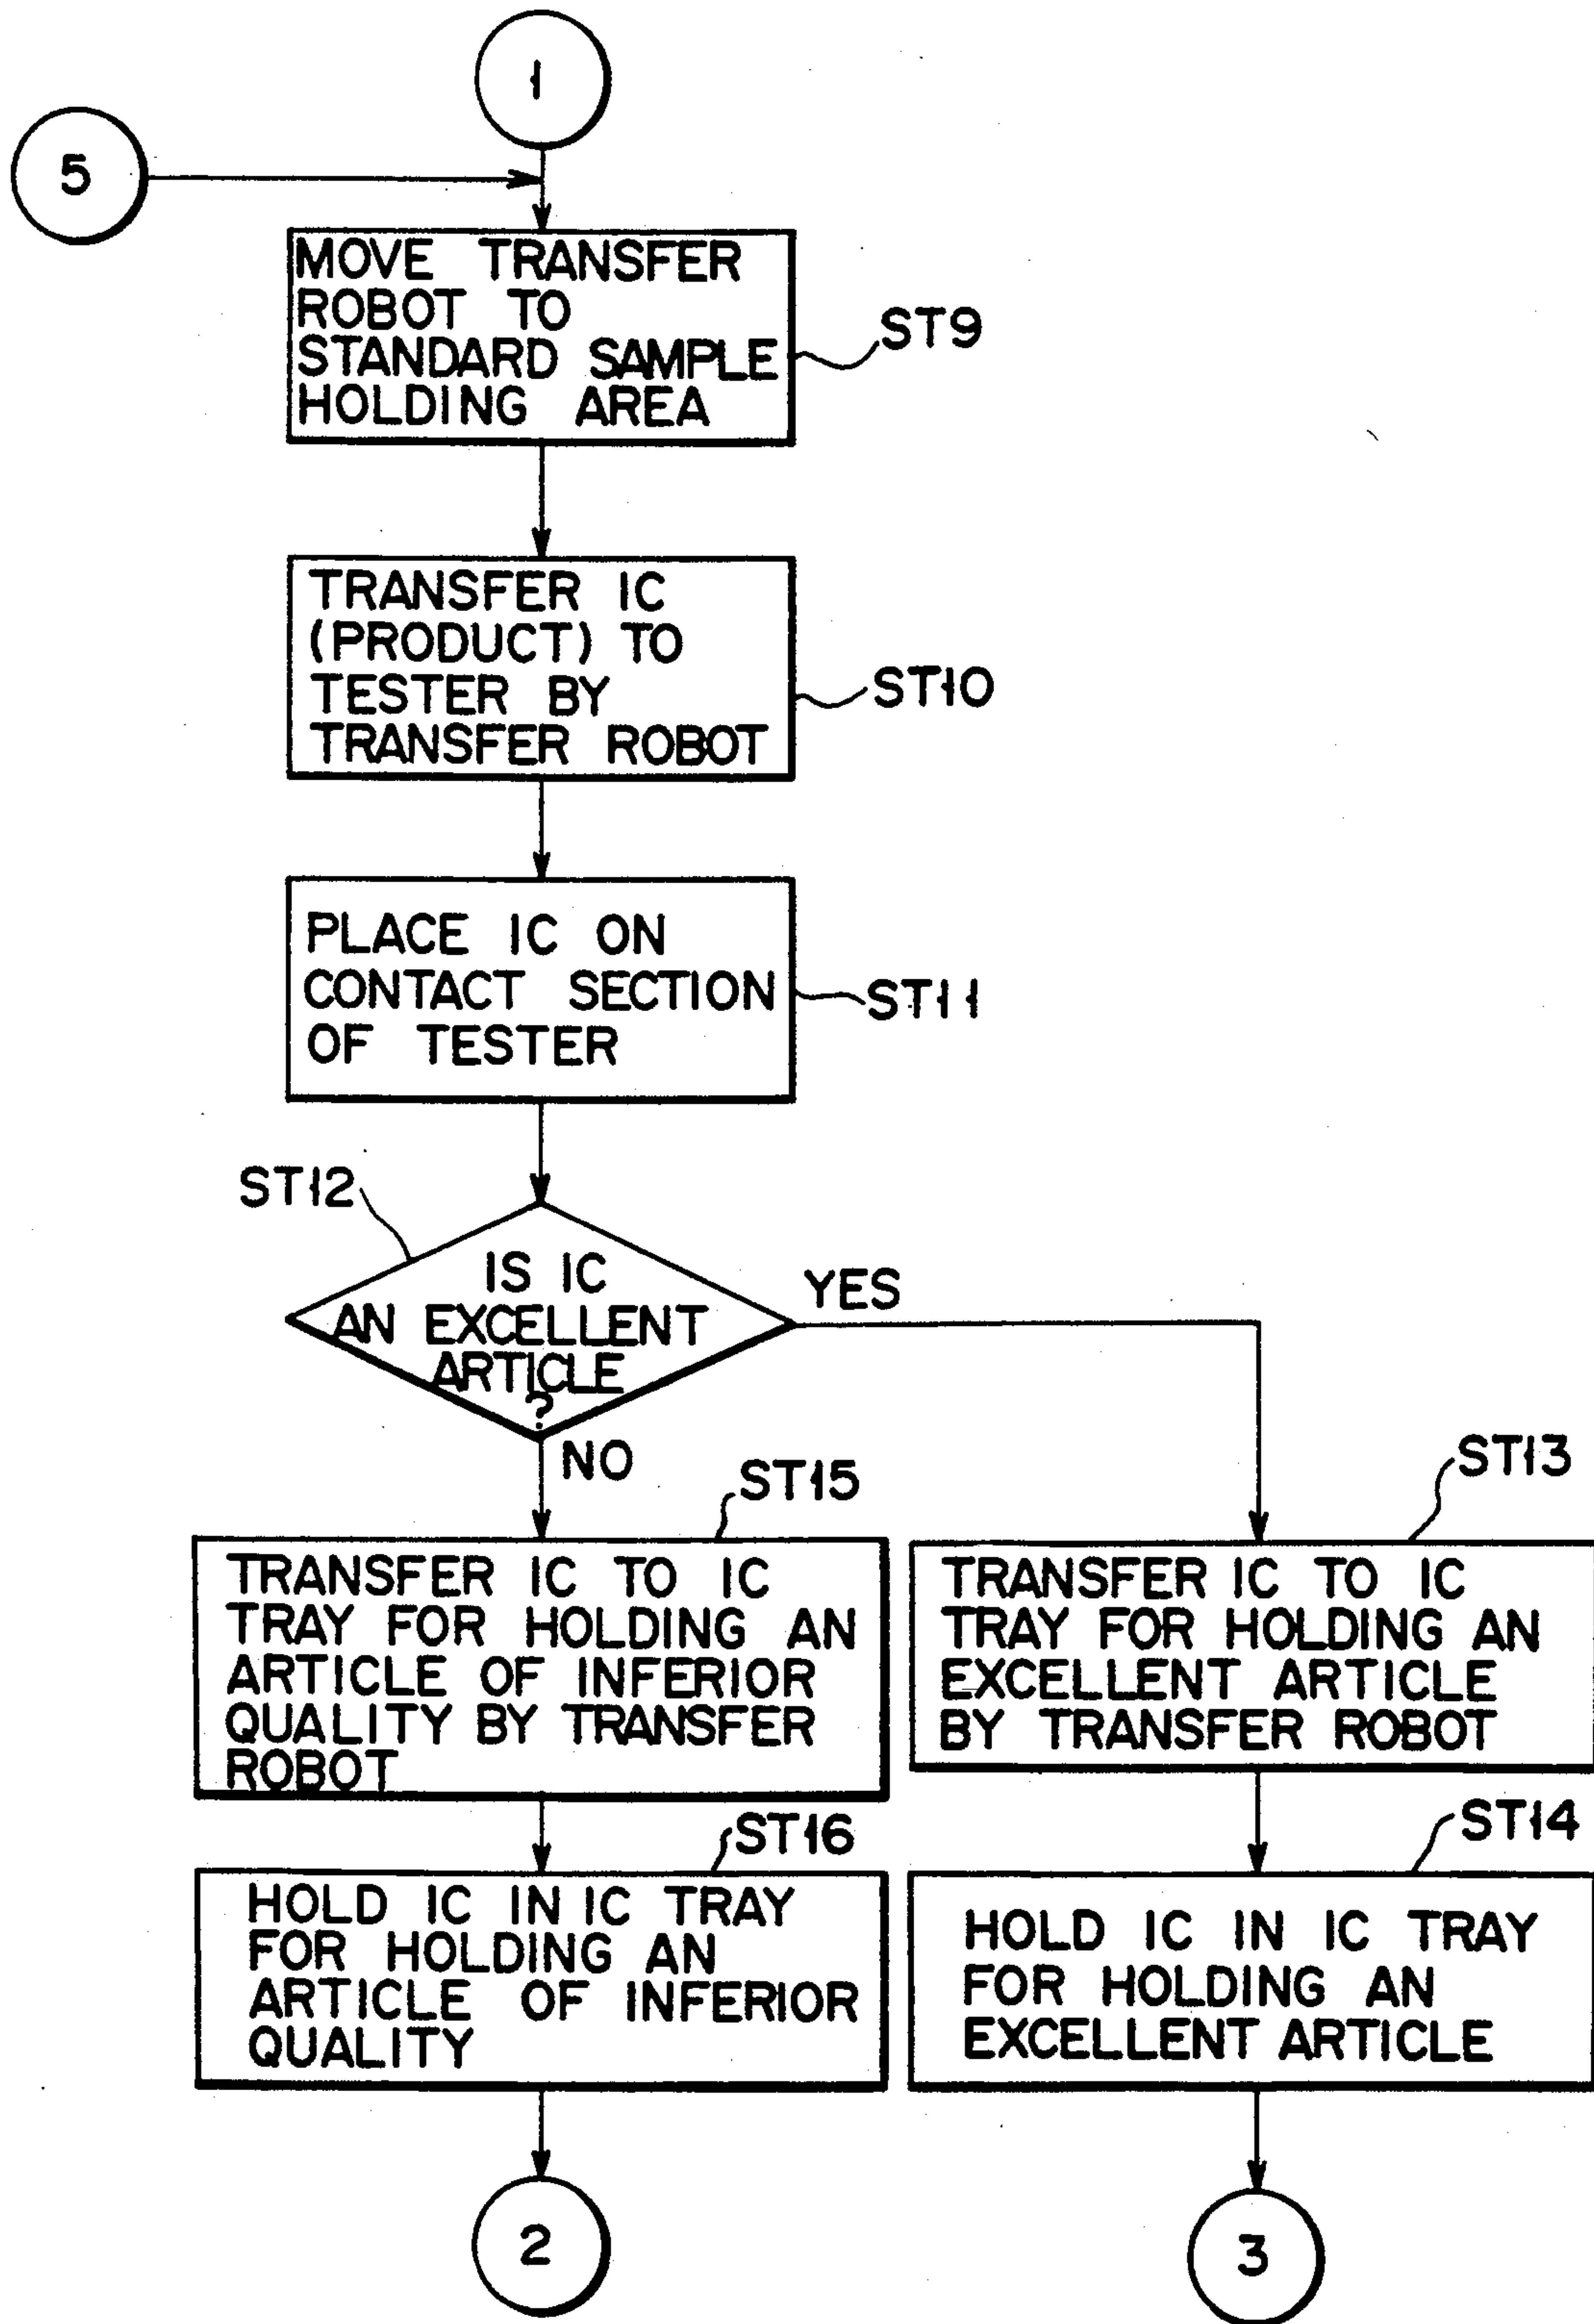 1
5
MOVE TRANSFER
ROBOT TO
STANDARD SAMPLE
HOLDING AREA
ST9
TRANSFER IC
(PRODUCT) TO
TESTER BY
TRANSFER ROBOT
ST10
PLACE IC ON
CONTACT SECTION
OF TESTER
ST11
ST12
IS IC
AN EXCELLENT
ARTICLE
?
YES
NO
ST15
TRANSFER IC TO IC
TRAY FOR HOLDING AN
ARTICLE OF INFERIOR
QUALITY BY TRANSFER
ROBOT
ST13
TRANSFER IC TO IC
TRAY FOR HOLDING AN
EXCELLENT ARTICLE
BY TRANSFER ROBOT
ST16
HOLD IC IN IC TRAY
FOR HOLDING AN
ARTICLE OF INFERIOR
QUALITY
ST14
HOLD IC IN IC TRAY
FOR HOLDING AN
EXCELLENT ARTICLE
2
3